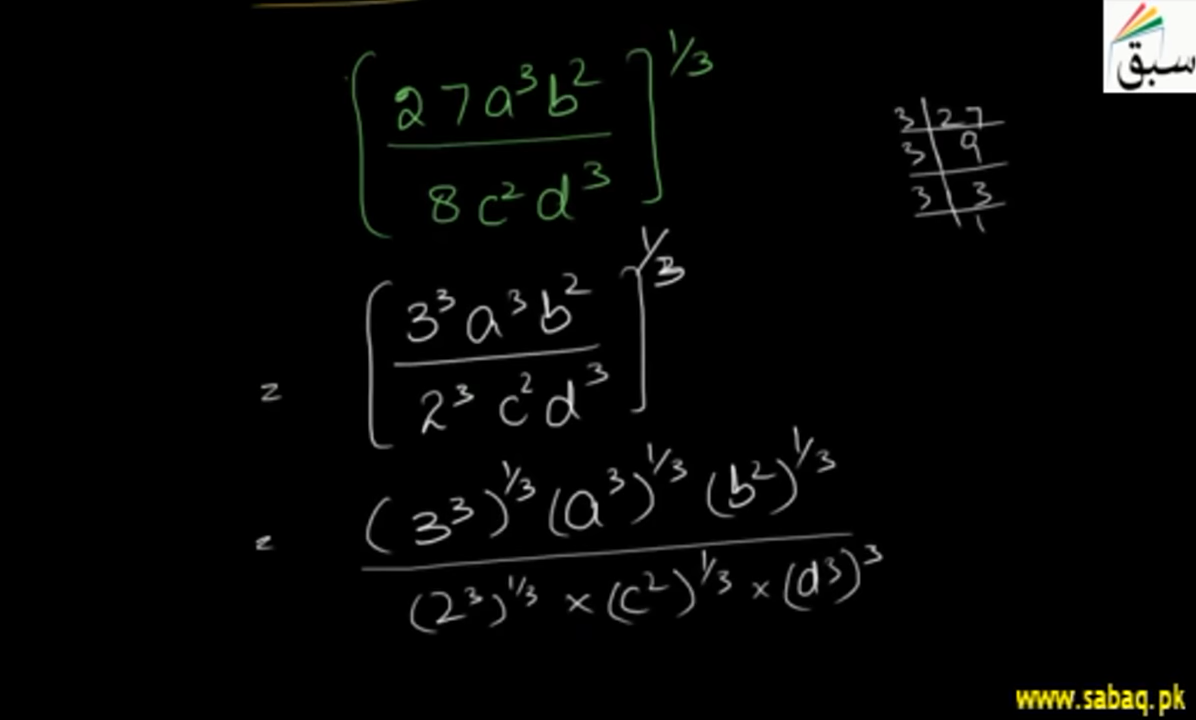 سبق
[27a³b² / 8c²d³]^1/3
3 | 27
3 | 9
3 | 3
1
= [3³a³b² / 2³c²d³]^1/3
= (3³)^1/3 (a³)^1/3 (b²)^1/3 / (2³)^1/3 × (c²)^1/3 × (d³)³
www.sabaq.pk